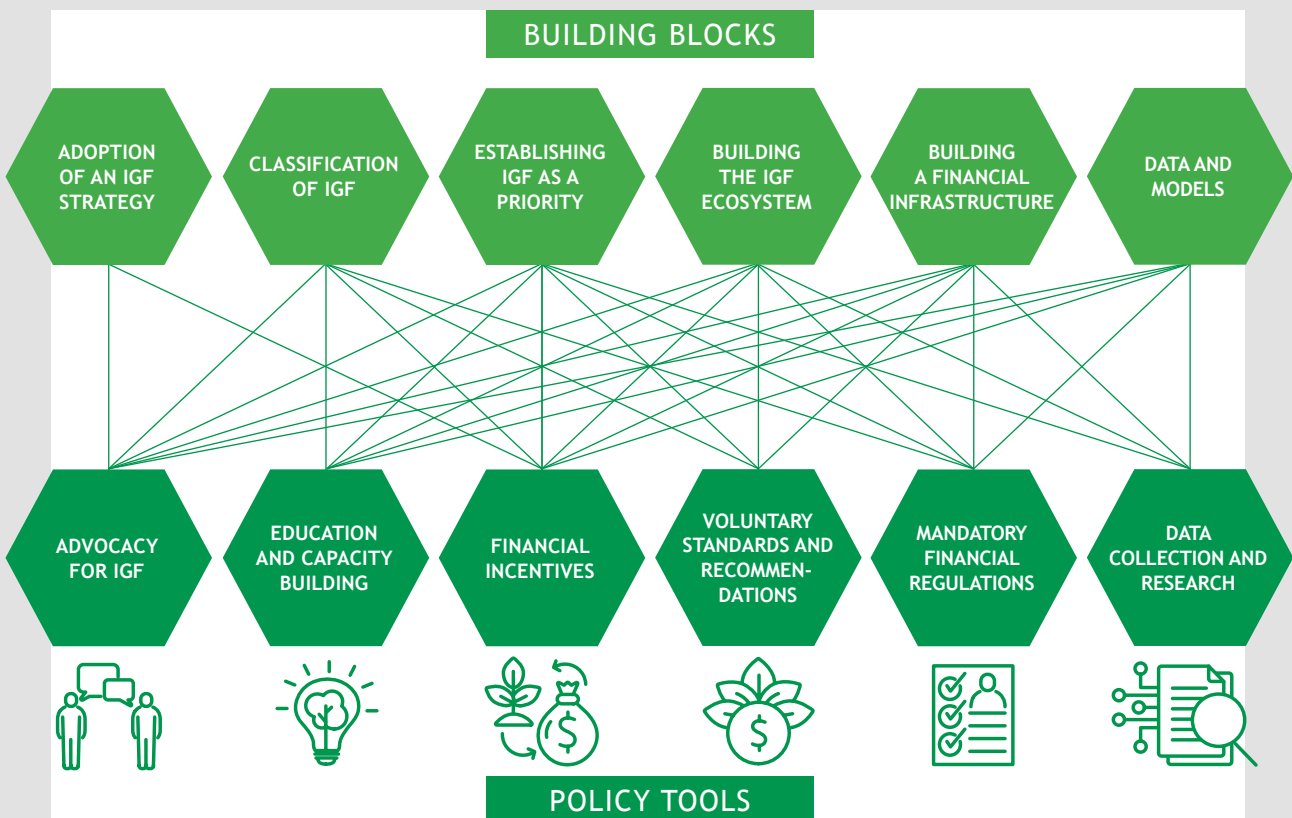 BUILDING BLOCKS
ADOPTION
OF AN IGF
STRATEGY
CLASSIFICATION
OF IGF
ESTABLISHING
IGF AS A
PRIORITY
BUILDING
THE IGF
ECOSYSTEM
BUILDING
A FINANCIAL
INFRASTRUCTURE
DATA AND
MODELS
ADVOCACY
FOR IGF
EDUCATION
AND CAPACITY
BUILDING
FINANCIAL
INCENTIVES
VOLUNTARY
STANDARDS AND
RECOMMEN-
DATIONS
MANDATORY
FINANCIAL
REGULATIONS
DATA
COLLECTION AND
RESEARCH
$
$
POLICY TOOLS